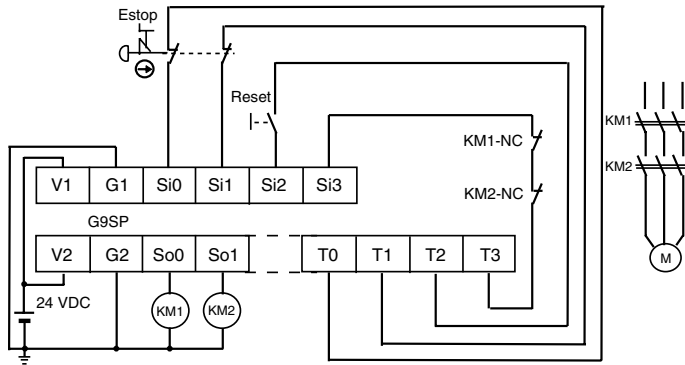 Estop
Reset
KM1-NC
KM1
KM2
KM2-NC
V1 G1 Si0 Si1 Si2 Si3
G9SP
V2 G2 So0 So1 T0 T1 T2 T3
M
24 VDC
KM1 KM2